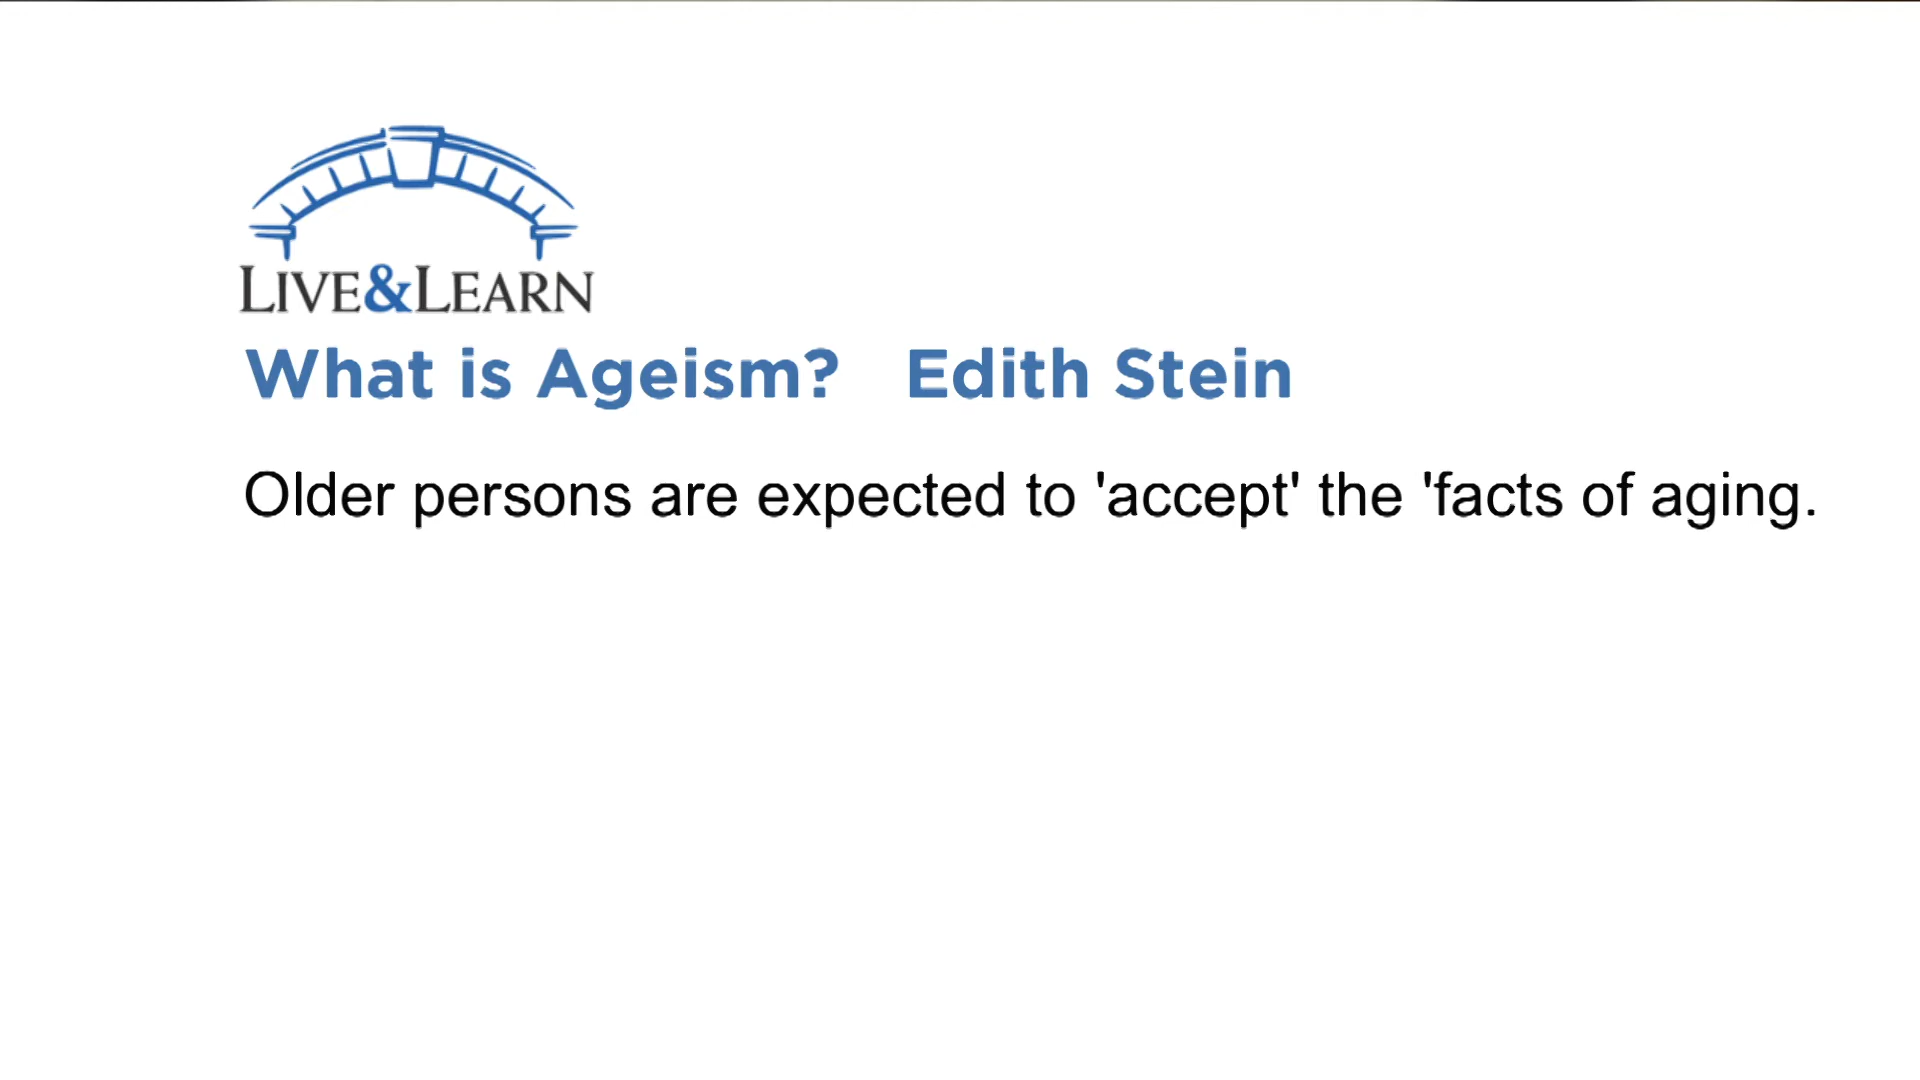 LIVE&LEARN
What is Ageism? Edith Stein
Older persons are expected to 'accept' the 'facts of aging.